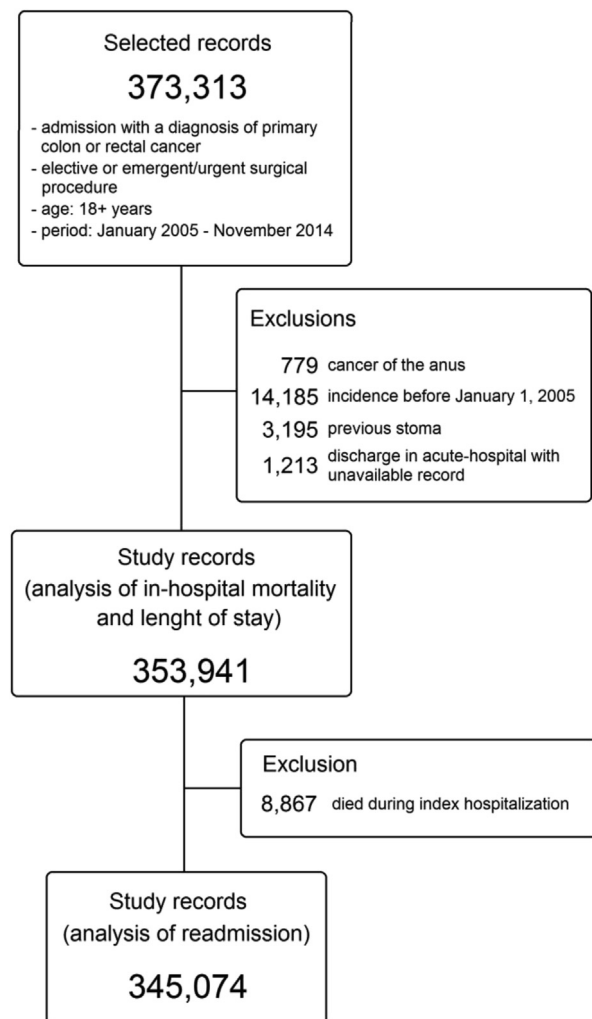 Selected records
373,313
- admission with a diagnosis of primary
colon or rectal cancer
- elective or emergent/urgent surgical
procedure
- age: 18+ years
- period: January 2005 - November 2014
Exclusions
779 cancer of the anus
14,185 incidence before January 1, 2005
3,195 previous stoma
1,213 discharge in acute-hospital with
unavailable record
Study records
(analysis of in-hospital mortality
and lenght of stay)
353,941
Exclusion
8,867 died during index hospitalization
Study records
(analysis of readmission)
345,074